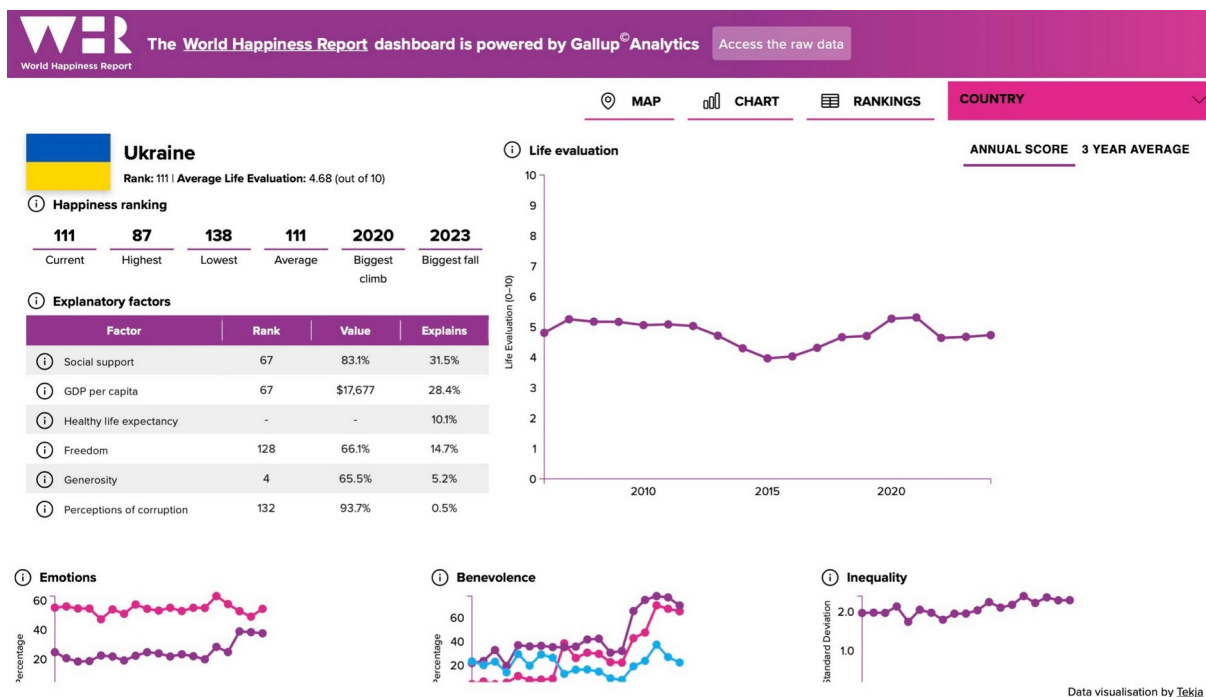 WHR
World Happiness Report
The World Happiness Report dashboard is powered by Gallup©Analytics
Access the raw data
MAP
CHART
RANKINGS
COUNTRY
Ukraine
Rank: 111 | Average Life Evaluation: 4.68 (out of 10)
Happiness ranking
111 87 138 111 2020 2023
Current Highest Lowest Average Biggest climb Biggest fall
Explanatory factors
Factor Rank Value Explains
Social support 67 83.1% 31.5%
GDP per capita 67 $17,677 28.4%
Healthy life expectancy - - 10.1%
Freedom 128 66.1% 14.7%
Generosity 4 65.5% 5.2%
Perceptions of corruption 132 93.7% 0.5%
Life evaluation
ANNUAL SCORE 3 YEAR AVERAGE
Life Evaluation (0–10)
10
9
8
7
6
5
4
3
2
1
0
2010 2015 2020
Emotions
Percentage
60
40
20
Benevolence
Percentage
60
40
20
Inequality
Standard Deviation
2.0
1.0
Data visualisation by Tekja